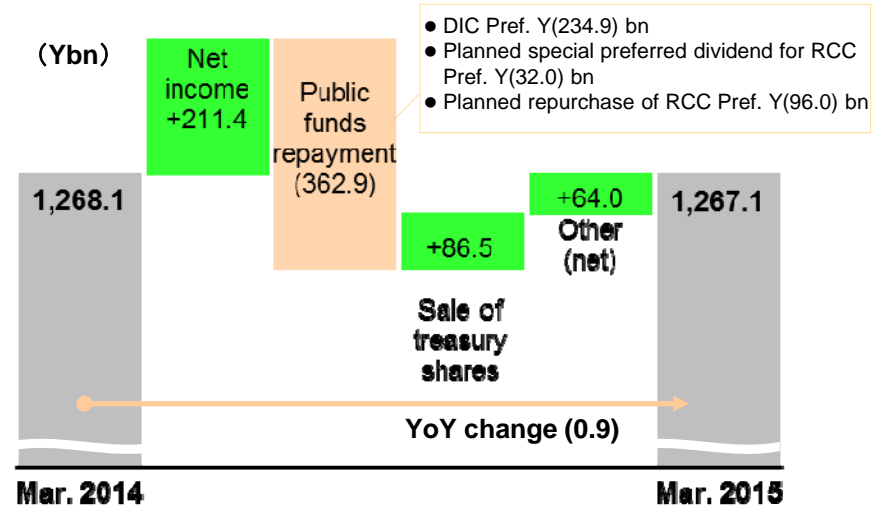 （Ybn）
● DIC Pref. Y(234.9) bn
● Planned special preferred dividend for RCC
Pref. Y(32.0) bn
● Planned repurchase of RCC Pref. Y(96.0) bn
1,268.1
Net
income
+211.4
Public
funds
repayment
(362.9)
+86.5
Sale of
treasury
shares
+64.0
Other
(net)
1,267.1
YoY change (0.9)
Mar. 2014
Mar. 2015